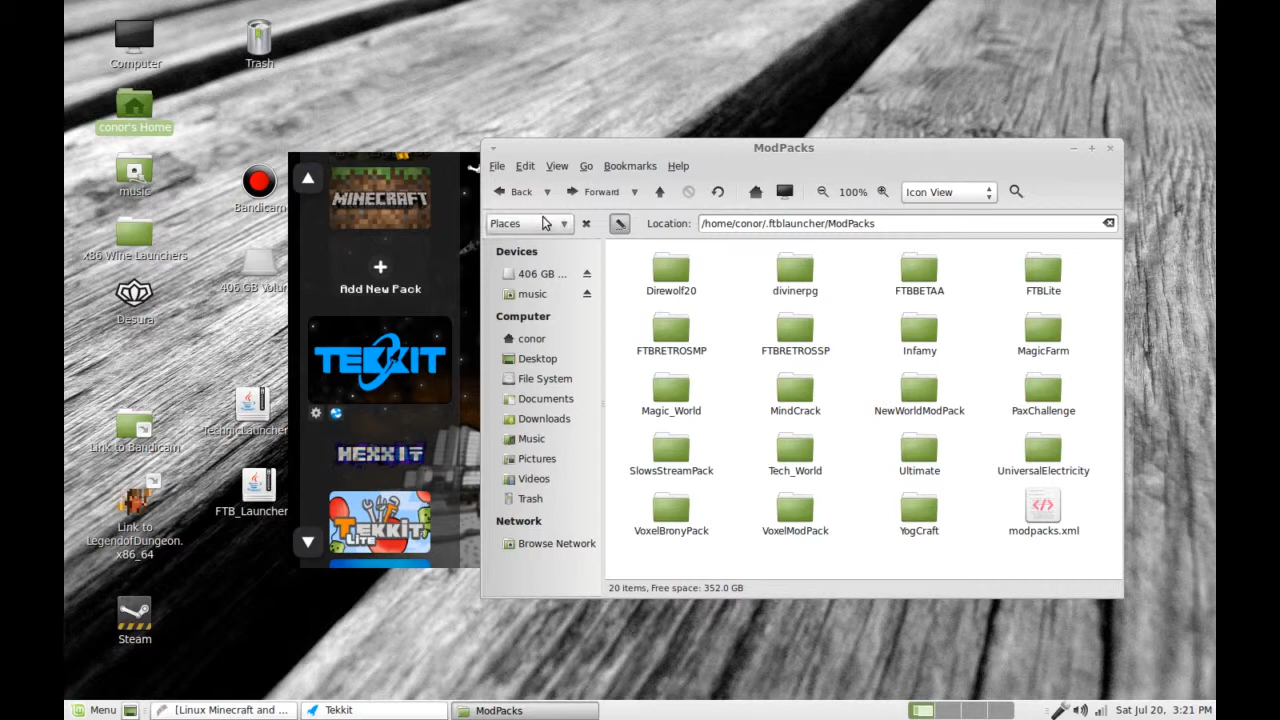 Computer
Trash
conor's Home
music
Bandicam
x86 Wine Launchers
406 GB Volu
Desura
Link to Bandicam
TechnicLauncher
Link to
LegendofDungeon.
x86_64
FTB_Launcher
Steam
MINECRAFT
+
Add New Pack
TEKKIT
HEXXIT
TEKKIT
LITE
ModPacks
File Edit View Go Bookmarks Help
Back Forward 100% Icon View
Places Location: /home/conor/.ftblauncher/ModPacks
Devices
406 GB ...
music
Computer
conor
Desktop
File System
Documents
Downloads
Music
Pictures
Videos
Trash
Network
Browse Network
Direwolf20 divinerpg FTBBETAA FTBLite
FTBRETROSMP FTBRETROSSP Infamy MagicFarm
Magic_World MindCrack NewWorldModPack PaxChallenge
SlowsStreamPack Tech_World Ultimate UniversalElectricity
VoxelBronyPack VoxelModPack YogCraft modpacks.xml
20 items, Free space: 352.0 GB
Menu [Linux Minecraft and ... Tekkit ModPacks Sat Jul 20, 3:21 PM